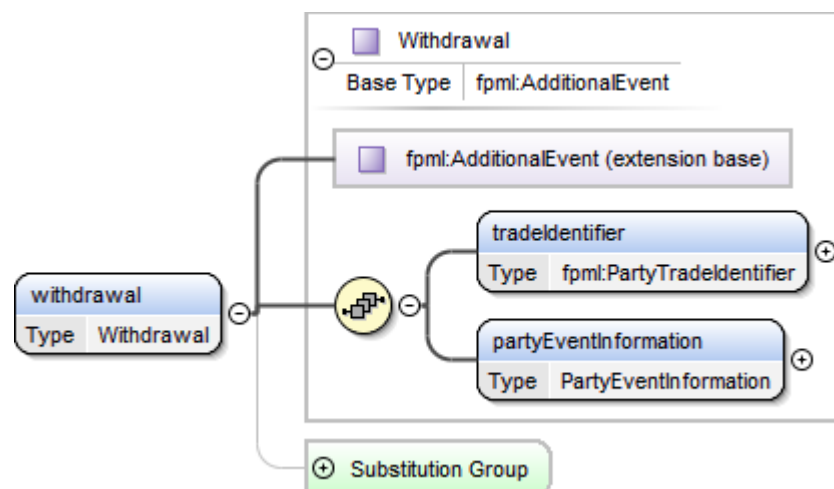 Withdrawal
Base Type fpml:AdditionalEvent
fpml:AdditionalEvent (extension base)
tradeIdentifier
Type fpml:PartyTradeIdentifier
withdrawal
Type Withdrawal
partyEventInformation
Type PartyEventInformation
Substitution Group